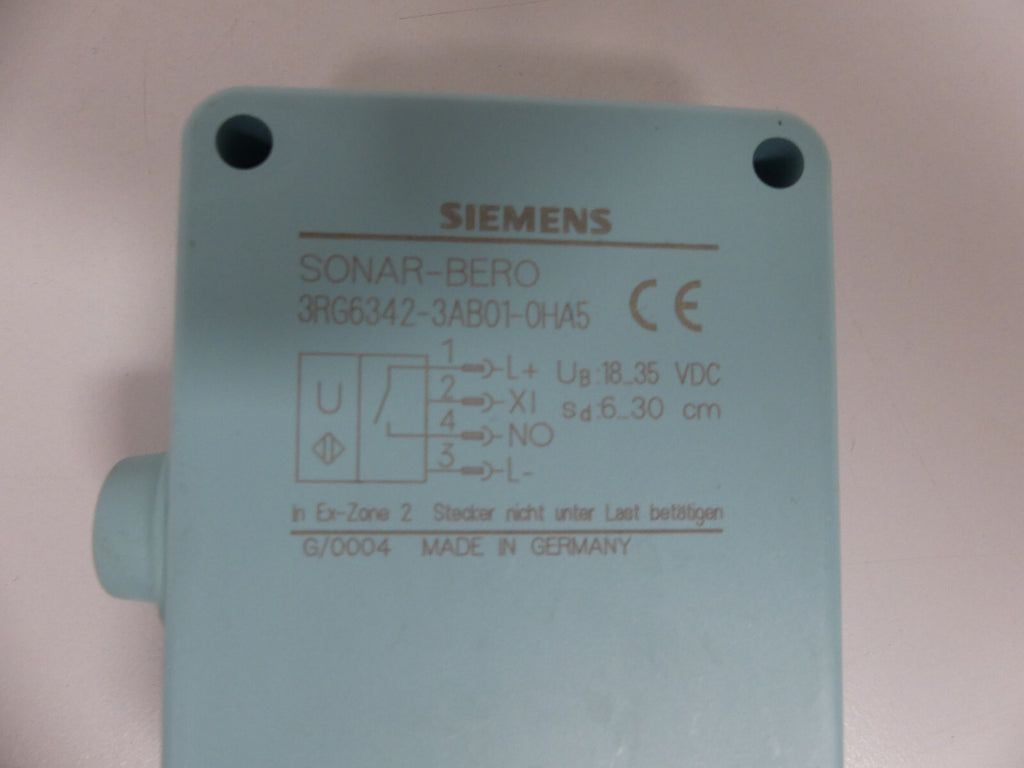 SIEMENS
SONAR-BERO
3RG6342-3AB01-0HA5 CE
1 L+ UB:18...35 VDC
2 XI sd:6...30 cm
4 NO
3 L-
U
In Ex-Zone 2 Stecker nicht unter Last betätigen
G/0004 MADE IN GERMANY